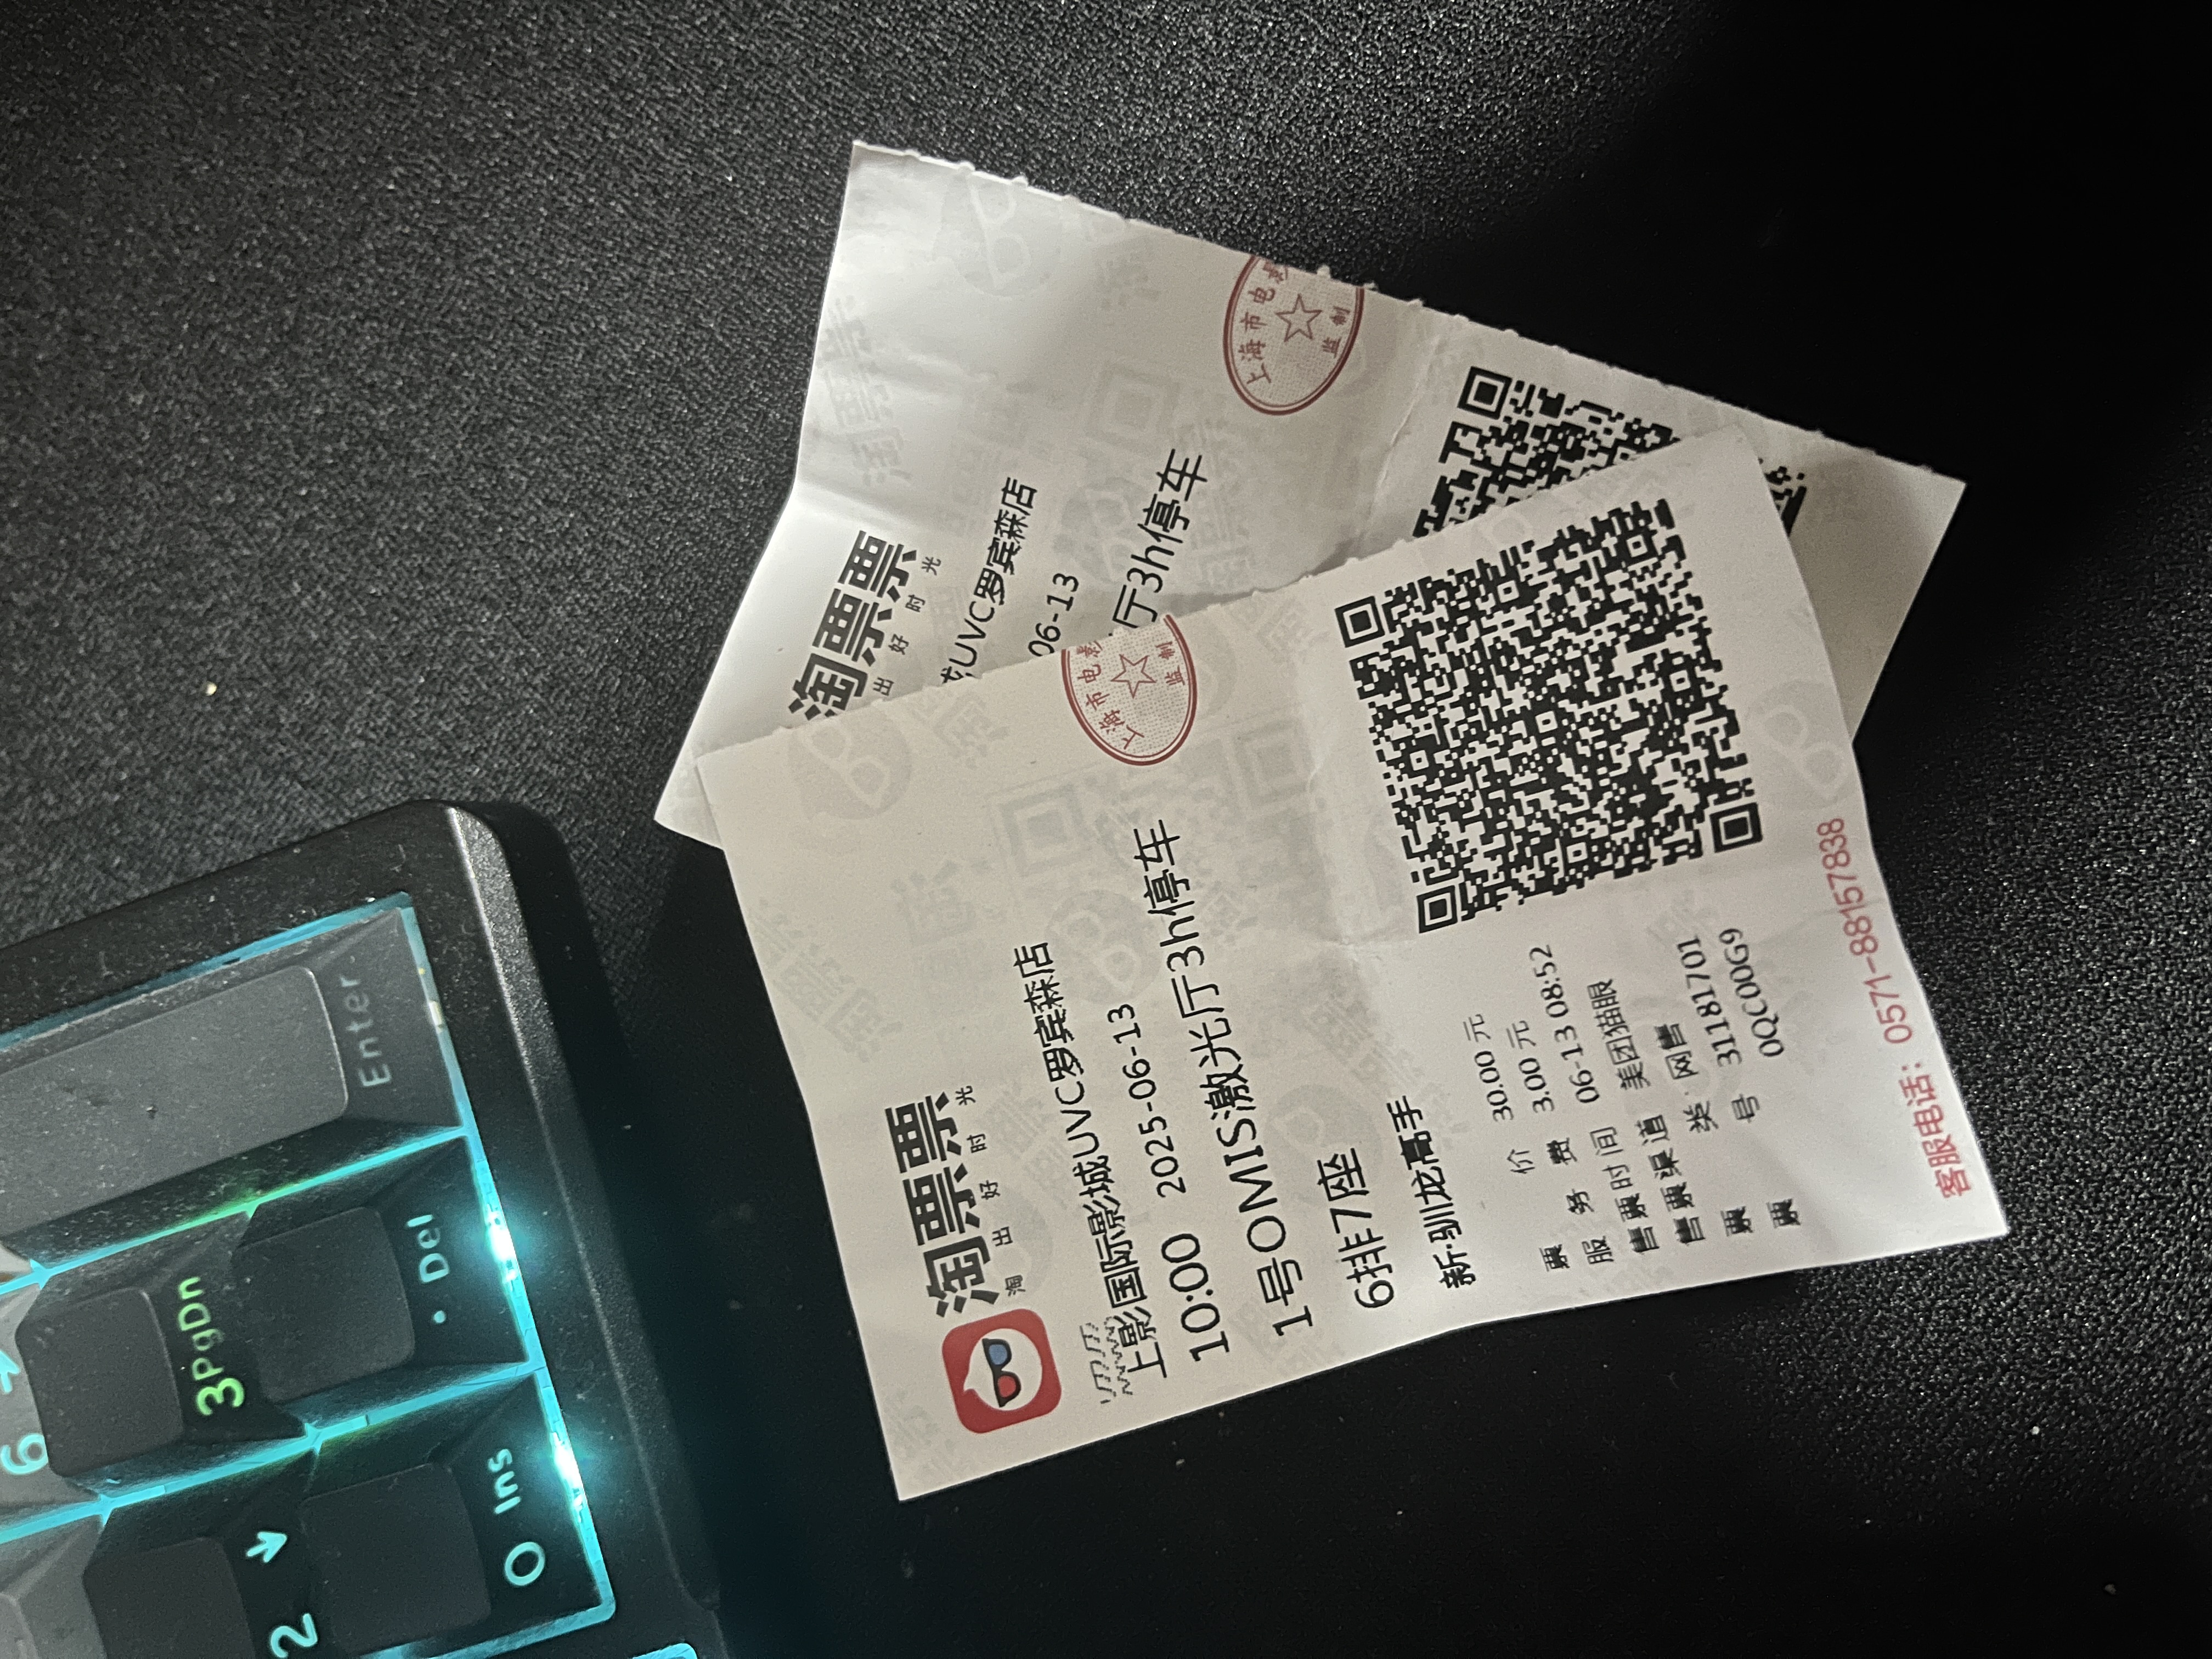 6 →
3PgDn
2 ↓
Enter
· Del
0 Ins
淘票票
淘出好时光
上影国际影城UVC罗宾森店
10:00 2025-06-13
1号OMIS激光厅3h停车
6排7座
新·驯龙高手
票价 30.00 元
服务费 3.00 元
售票时间 06-13 08:52
售票渠道 美团猫眼
票类 网售
票号 31181701
0QC00G9
客服电话：0571-88157838
上海市电影
监制
淘票票
出好时光
UVC罗宾森店
06-13
厅3h停车
上海市电影
监制